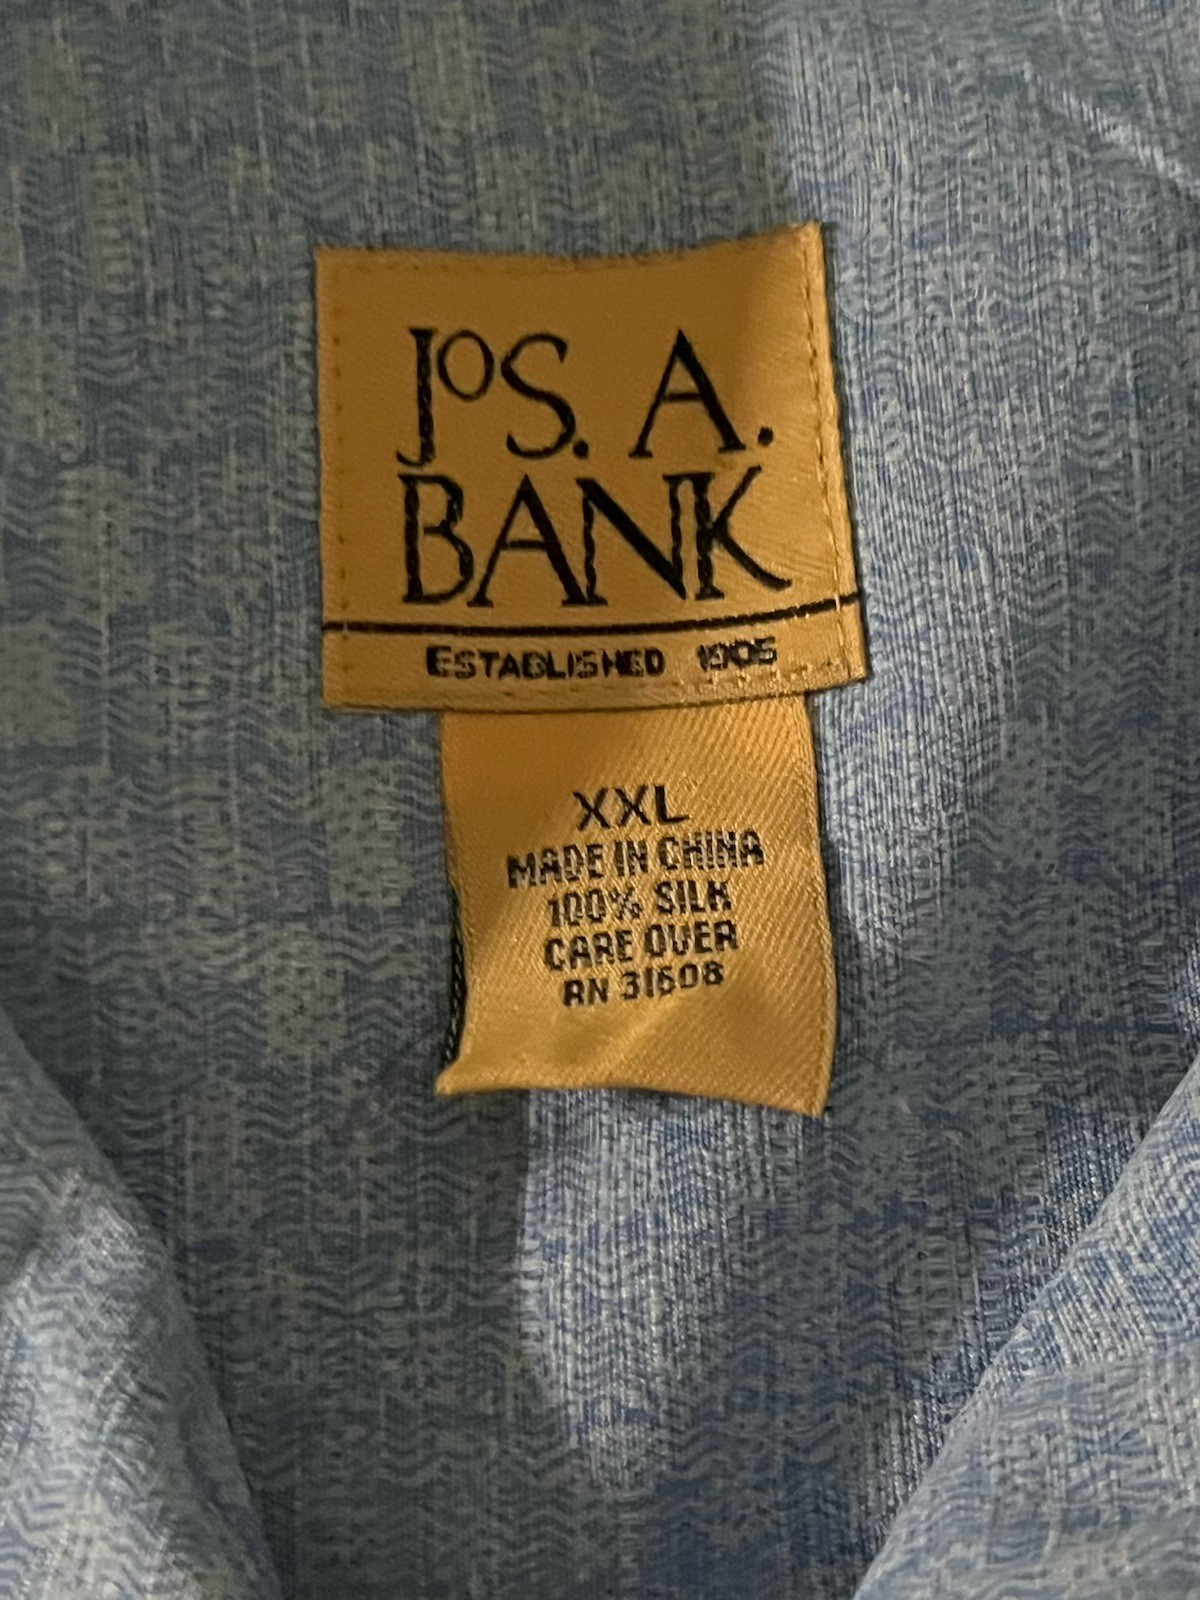 JOS. A.
BANK
ESTABLISHED 1905
XXL
MADE IN CHINA
100% SILK
CARE OVER
RN 31608